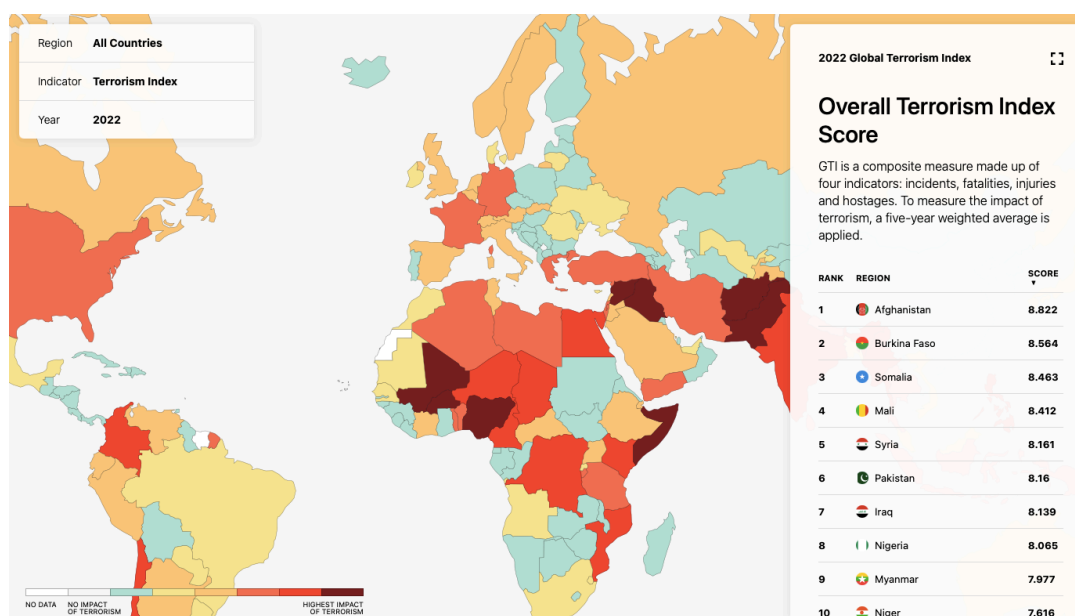 Region All Countries
Indicator Terrorism Index
Year 2022
2022 Global Terrorism Index
Overall Terrorism Index
Score
GTI is a composite measure made up of
four indicators: incidents, fatalities, injuries
and hostages. To measure the impact of
terrorism, a five-year weighted average is
applied.
RANK REGION SCORE
1 Afghanistan 8.822
2 Burkina Faso 8.564
3 Somalia 8.463
4 Mali 8.412
5 Syria 8.161
6 Pakistan 8.16
7 Iraq 8.139
8 Nigeria 8.065
9 Myanmar 7.977
10 Niger 7.616
NO DATA
NO IMPACT
OF TERRORISM
HIGHEST IMPACT
OF TERRORISM